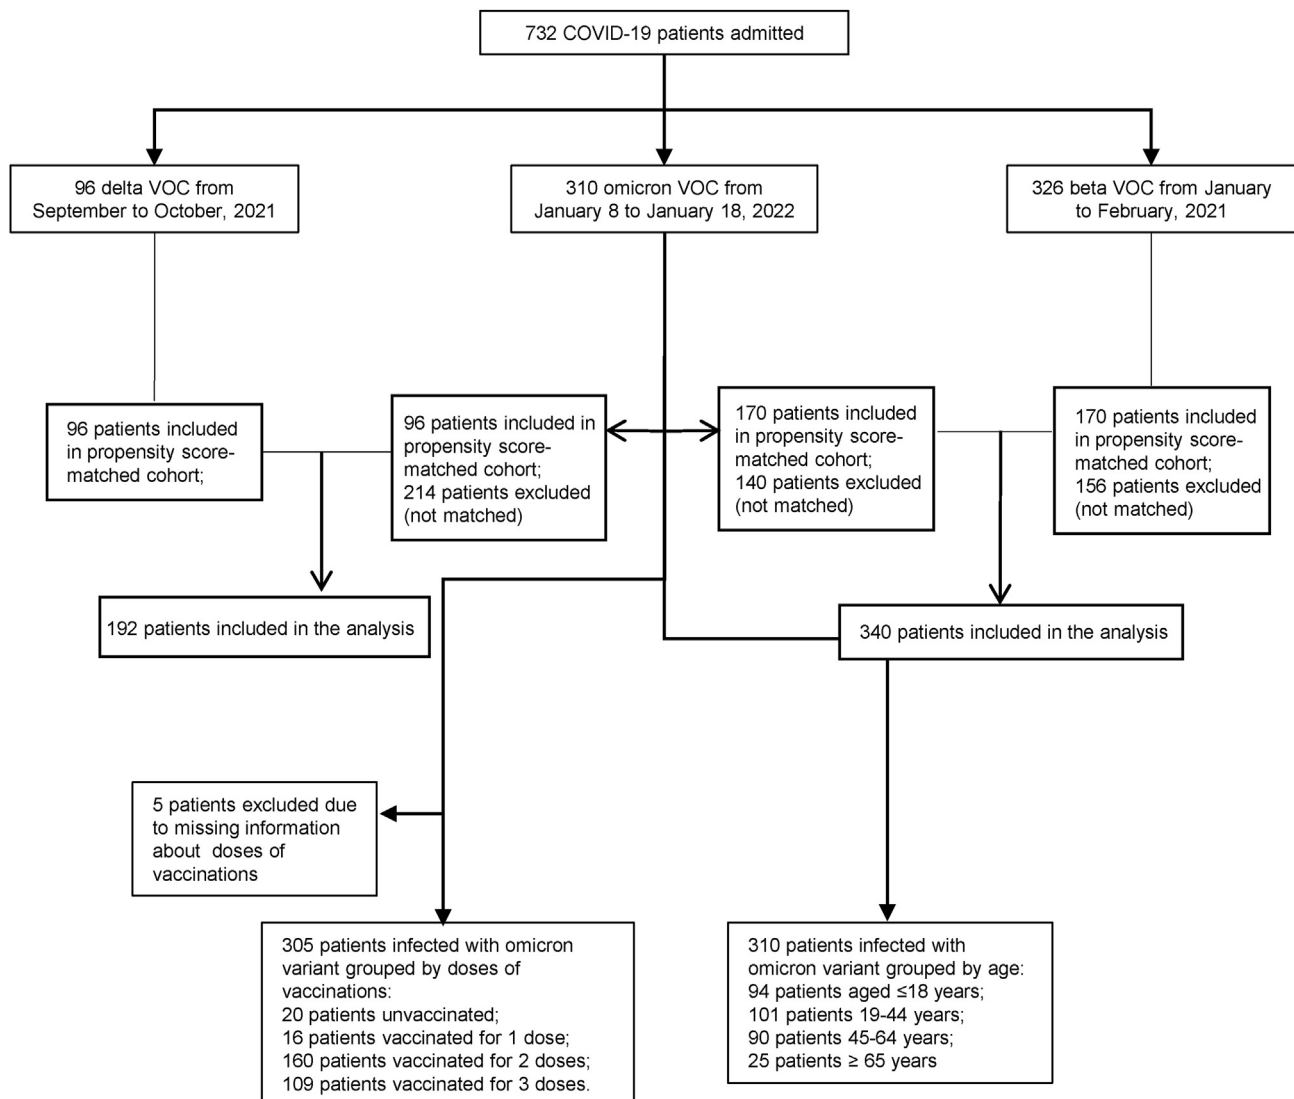 732 COVID-19 patients admitted
96 delta VOC from
September to October, 2021
310 omicron VOC from
January 8 to January 18, 2022
326 beta VOC from January
to February, 2021
96 patients included
in propensity score-
matched cohort;
96 patients included in
propensity score-
matched cohort;
214 patients excluded
(not matched)
170 patients included
in propensity score-
matched cohort;
140 patients excluded
(not matched)
170 patients included
in propensity score-
matched cohort;
156 patients excluded
(not matched)
192 patients included in the analysis
340 patients included in the analysis
5 patients excluded due
to missing information
about doses of
vaccinations
305 patients infected with omicron
variant grouped by doses of
vaccinations:
20 patients unvaccinated;
16 patients vaccinated for 1 dose;
160 patients vaccinated for 2 doses;
109 patients vaccinated for 3 doses.
310 patients infected with
omicron variant grouped by age:
94 patients aged ≤18 years;
101 patients 19-44 years;
90 patients 45-64 years;
25 patients ≥ 65 years